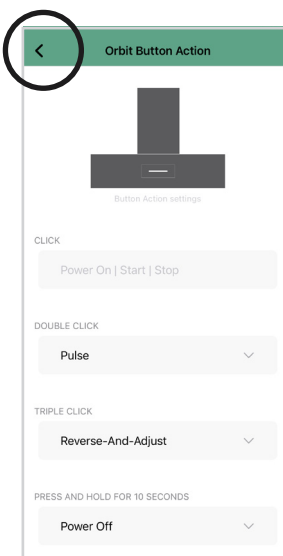 Orbit Button Action
Button Action settings
CLICK
Power On | Start | Stop
DOUBLE CLICK
Pulse
TRIPLE CLICK
Reverse-And-Adjust
PRESS AND HOLD FOR 10 SECONDS
Power Off